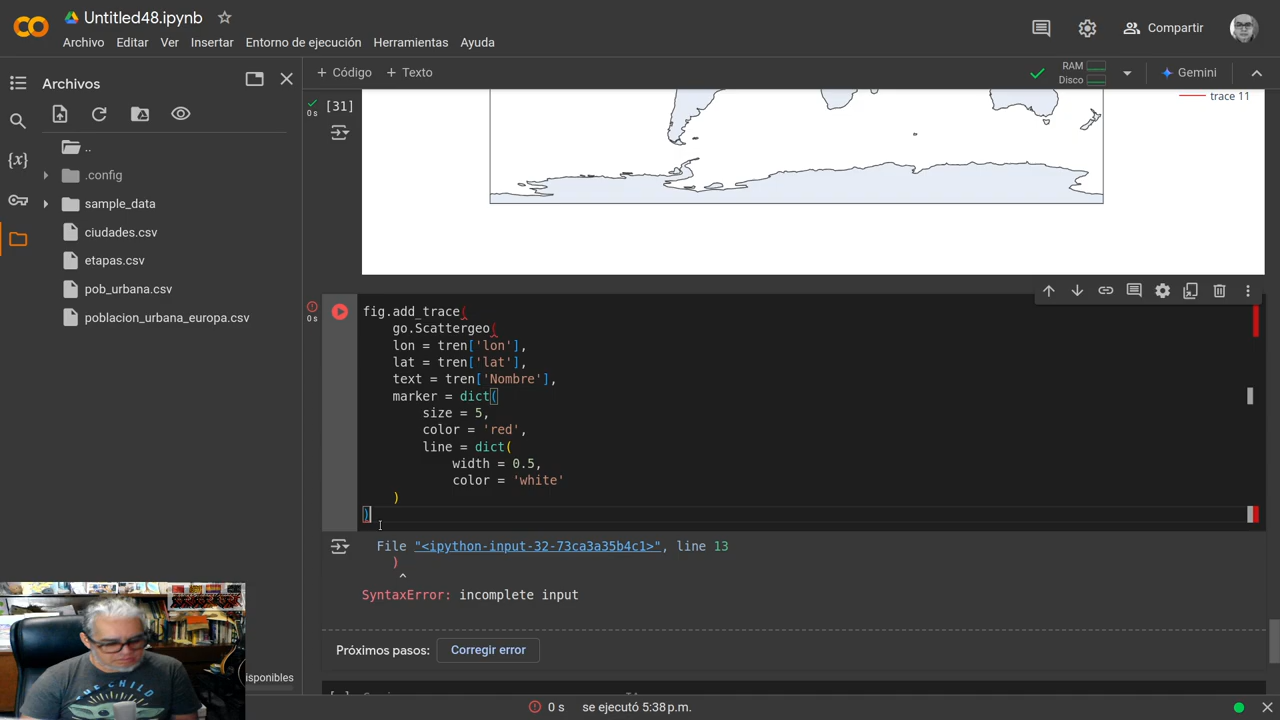 Untitled48.ipynb
Archivo Editar Ver Insertar Entorno de ejecución Herramientas Ayuda
Compartir
Archivos
+ Código + Texto
RAM
Disco
Gemini
..
.config
sample_data
ciudades.csv
etapas.csv
pob_urbana.csv
poblacion_urbana_europa.csv
0 s
[31]
trace 11
0 s
fig.add_trace(
go.Scattergeo(
lon = tren['lon'],
lat = tren['lat'],
text = tren['Nombre'],
marker = dict(
size = 5,
color = 'red',
line = dict(
width = 0.5,
color = 'white'
)
)
File "<ipython-input-32-73ca3a35b4c1>", line 13
)
^
SyntaxError: incomplete input
Próximos pasos: Corregir error
THE CHILD
isponibles
0 s se ejecutó 5:38 p.m.